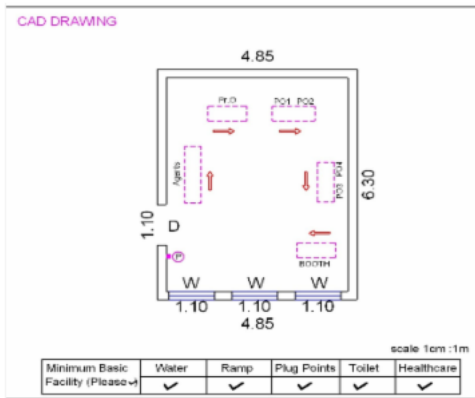 CAD DRAWING
4.85
Pr.O
PO1 PO2
Agents
PO3 PO4
6.30
1.10
D
P
BOOTH
W W W
1.10 1.10 1.10
4.85
scale 1cm :1m
Minimum Basic Facility (Please✓) Water Ramp Plug Points Toilet Healthcare
✓ ✓ ✓ ✓ ✓